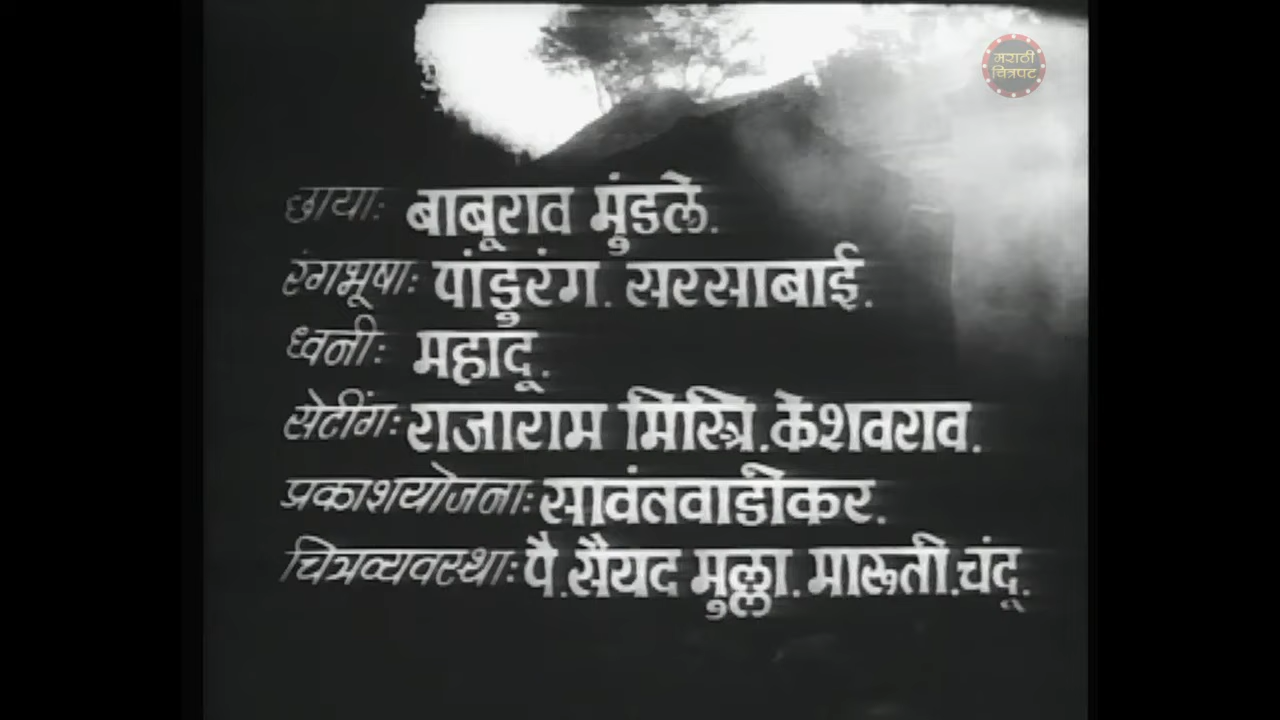 मराठी
चित्रपट
छाया: बाबूराव मुंडले.
रंगभूषा: पांडुरंग. सरसाबाई.
ध्वनी: महादू.
सेटींग: राजाराम मिस्त्रि. केशवराव.
प्रकाशयोजना: सावंतवाडीकर.
चित्रव्यवस्था: पै. सैयद मुल्ला. मारूती. चंदू.